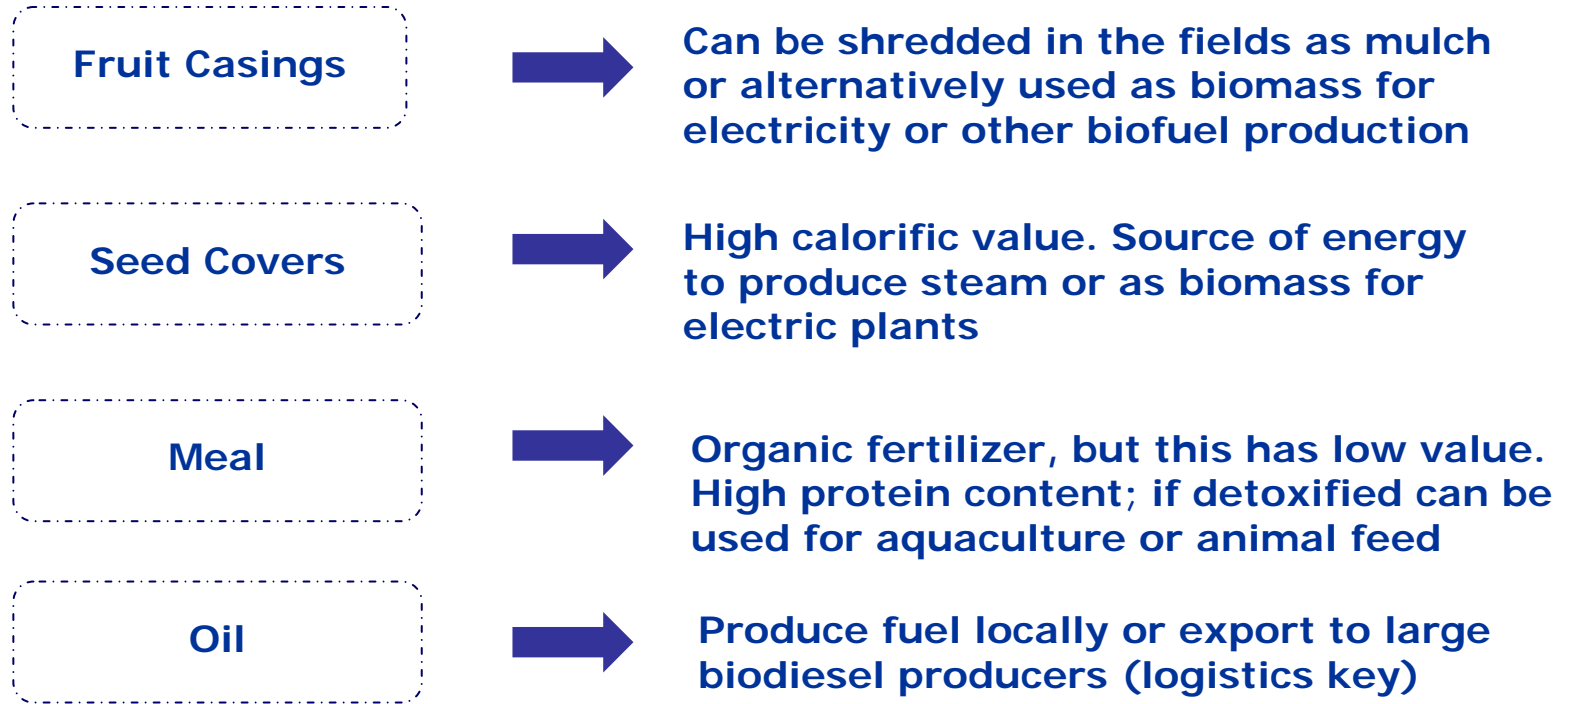 Fruit Casings
Can be shredded in the fields as mulch
or alternatively used as biomass for
electricity or other biofuel production
Seed Covers
High calorific value. Source of energy
to produce steam or as biomass for
electric plants
Meal
Organic fertilizer, but this has low value.
High protein content; if detoxified can be
used for aquaculture or animal feed
Oil
Produce fuel locally or export to large
biodiesel producers (logistics key)